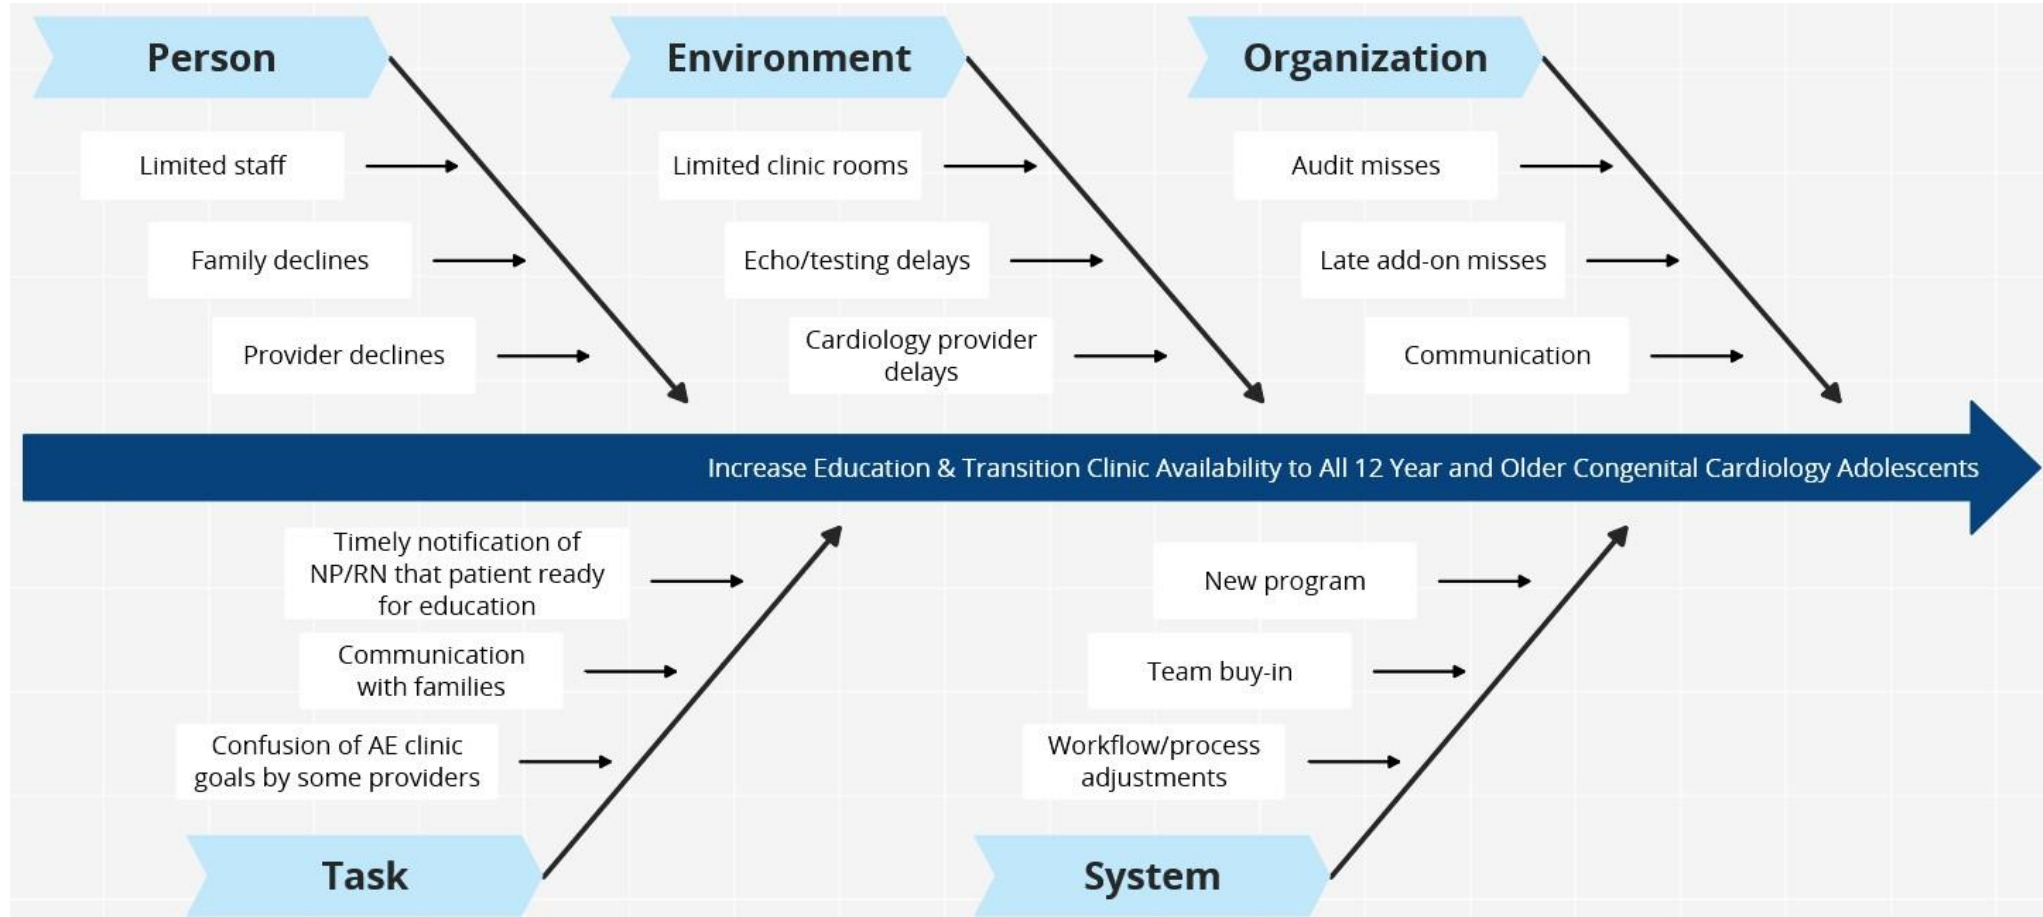 Person
Environment
Organization
Limited staff
Limited clinic rooms
Audit misses
Family declines
Echo/testing delays
Late add-on misses
Provider declines
Cardiology provider
delays
Communication
Increase Education & Transition Clinic Availability to All 12 Year and Older Congenital Cardiology Adolescents
Timely notification of
NP/RN that patient ready
for education
New program
Communication
with families
Team buy-in
Confusion of AE clinic
goals by some providers
Workflow/process
adjustments
Task
System